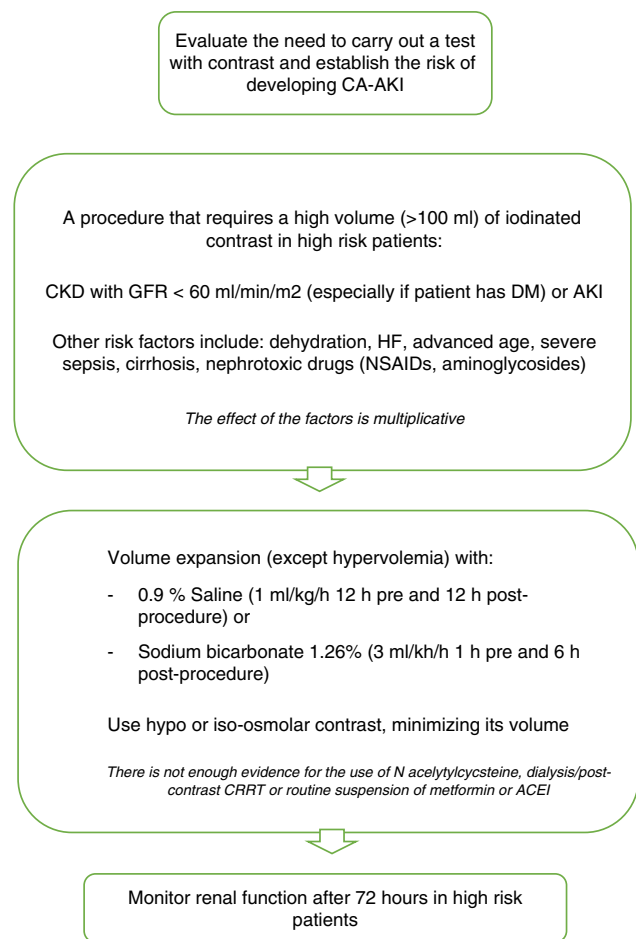 Evaluate the need to carry out a test
with contrast and establish the risk of
developing CA-AKI
A procedure that requires a high volume (>100 ml) of iodinated
contrast in high risk patients:
CKD with GFR < 60 ml/min/m2 (especially if patient has DM) or AKI
Other risk factors include: dehydration, HF, advanced age, severe
sepsis, cirrhosis, nephrotoxic drugs (NSAIDs, aminoglycosides)
The effect of the factors is multiplicative
Volume expansion (except hypervolemia) with:
- 0.9 % Saline (1 ml/kg/h 12 h pre and 12 h post-
procedure) or
- Sodium bicarbonate 1.26% (3 ml/kh/h 1 h pre and 6 h
post-procedure)
Use hypo or iso-osmolar contrast, minimizing its volume
There is not enough evidence for the use of N acelytylcycsteine, dialysis/post-
contrast CRRT or routine suspension of metformin or ACEI
Monitor renal function after 72 hours in high risk
patients